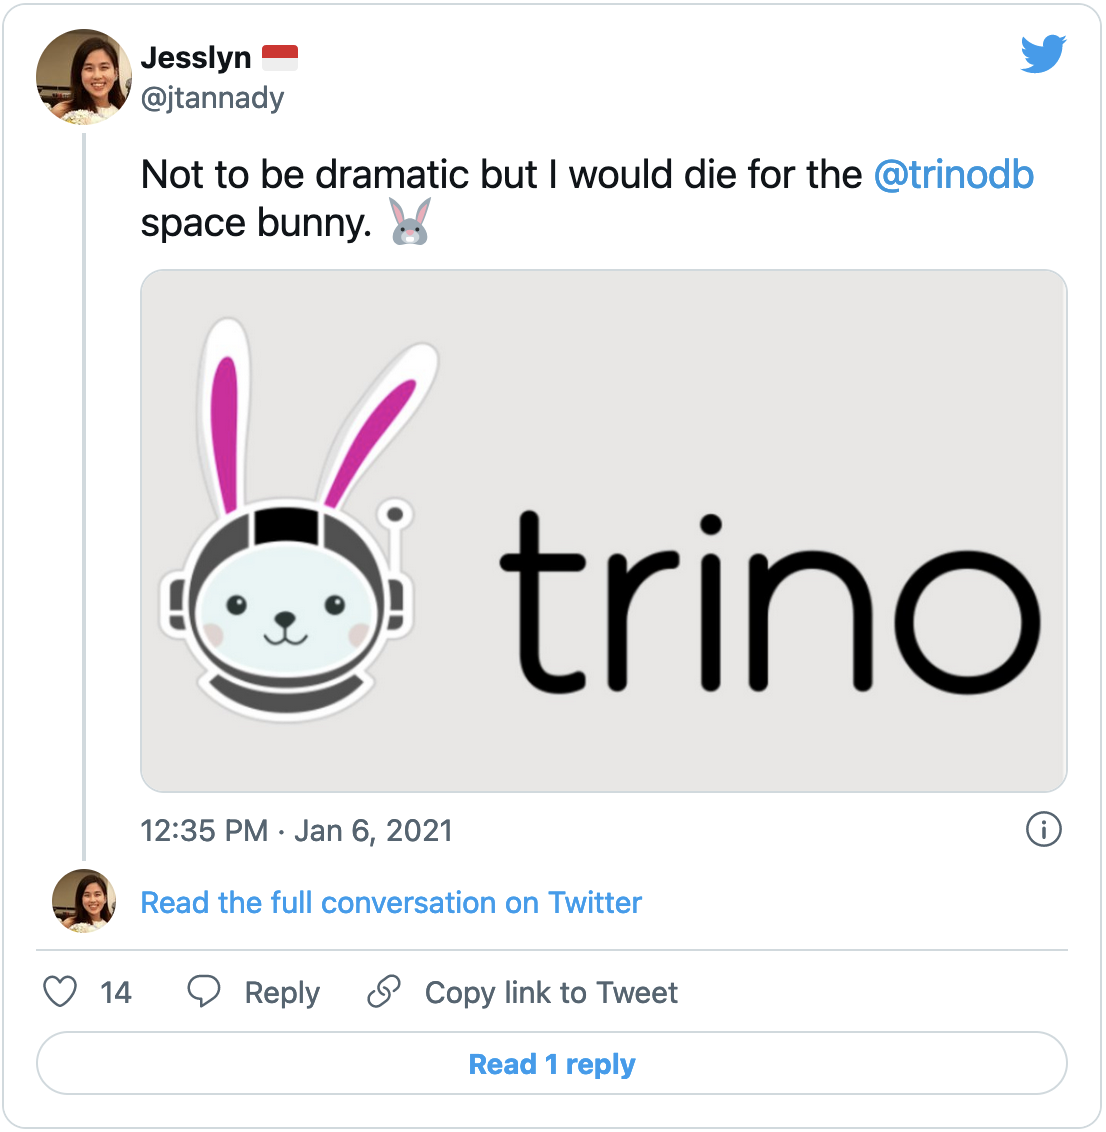 Jesslyn 🇮🇩
@jtannady
Not to be dramatic but I would die for the @trinodb
space bunny. 🐰
trino
12:35 PM · Jan 6, 2021
Read the full conversation on Twitter
14 Reply Copy link to Tweet
Read 1 reply